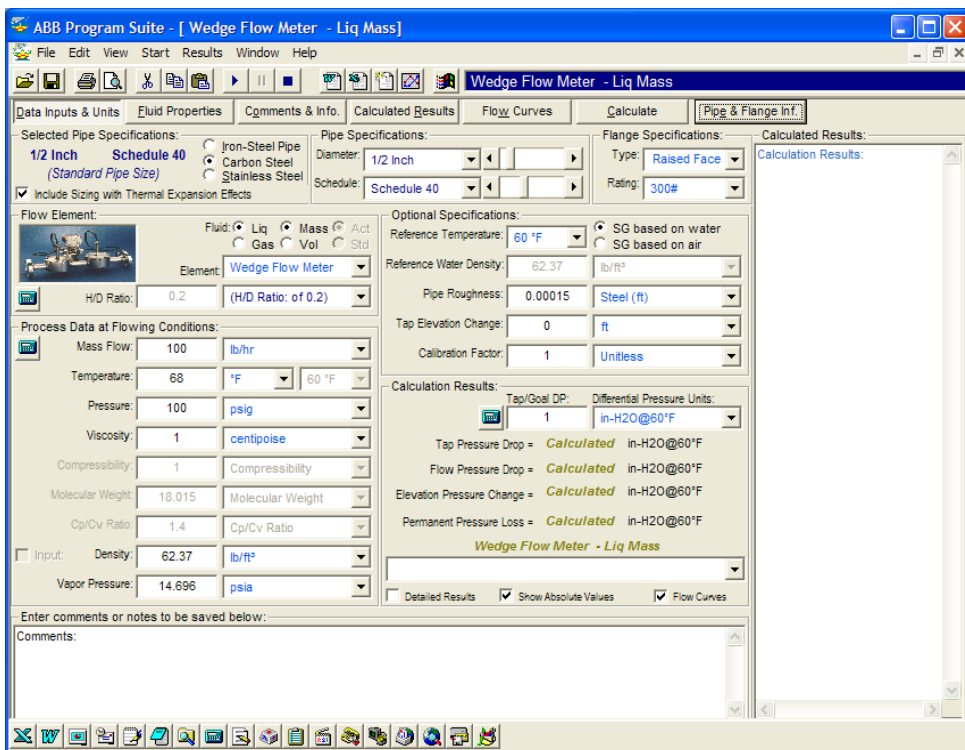 ABB Program Suite - [ Wedge Flow Meter - Liq Mass]
File Edit View Start Results Window Help
Wedge Flow Meter - Liq Mass
Data Inputs & Units Fluid Properties Comments & Info. Calculated Results Flow Curves Calculate Pipe & Flange Inf.
Selected Pipe Specifications:
1/2 Inch Schedule 40
(Standard Pipe Size)
Iron-Steel Pipe
Carbon Steel
Stainless Steel
Include Sizing with Thermal Expansion Effects
Pipe Specifications:
Diameter: 1/2 Inch
Schedule: Schedule 40
Flange Specifications:
Type: Raised Face
Rating: 300#
Calculated Results:
Calculation Results:
Flow Element:
Fluid: Liq Mass Act
Gas Vol Std
Element: Wedge Flow Meter
H/D Ratio: 0.2 (H/D Ratio: of 0.2)
Optional Specifications:
Reference Temperature: 60 °F
SG based on water
SG based on air
Reference Water Density: 62.37 lb/ft³
Pipe Roughness: 0.00015 Steel (ft)
Tap Elevation Change: 0 ft
Calibration Factor: 1 Unitless
Process Data at Flowing Conditions:
Mass Flow: 100 lb/hr
Temperature: 68 °F 60 °F
Pressure: 100 psig
Viscosity: 1 centipoise
Compressibility: 1 Compressibility
Molecular Weight: 18.015 Molecular Weight
Cp/Cv Ratio: 1.4 Cp/Cv Ratio
Input: Density: 62.37 lb/ft³
Vapor Pressure: 14.696 psia
Calculation Results:
Tap/Goal DP: Differential Pressure Units:
1 in-H2O@60°F
Tap Pressure Drop = Calculated in-H2O@60°F
Flow Pressure Drop = Calculated in-H2O@60°F
Elevation Pressure Change = Calculated in-H2O@60°F
Permanent Pressure Loss = Calculated in-H2O@60°F
Wedge Flow Meter - Liq Mass
Detailed Results Show Absolute Values Flow Curves
Enter comments or notes to be saved below:
Comments: